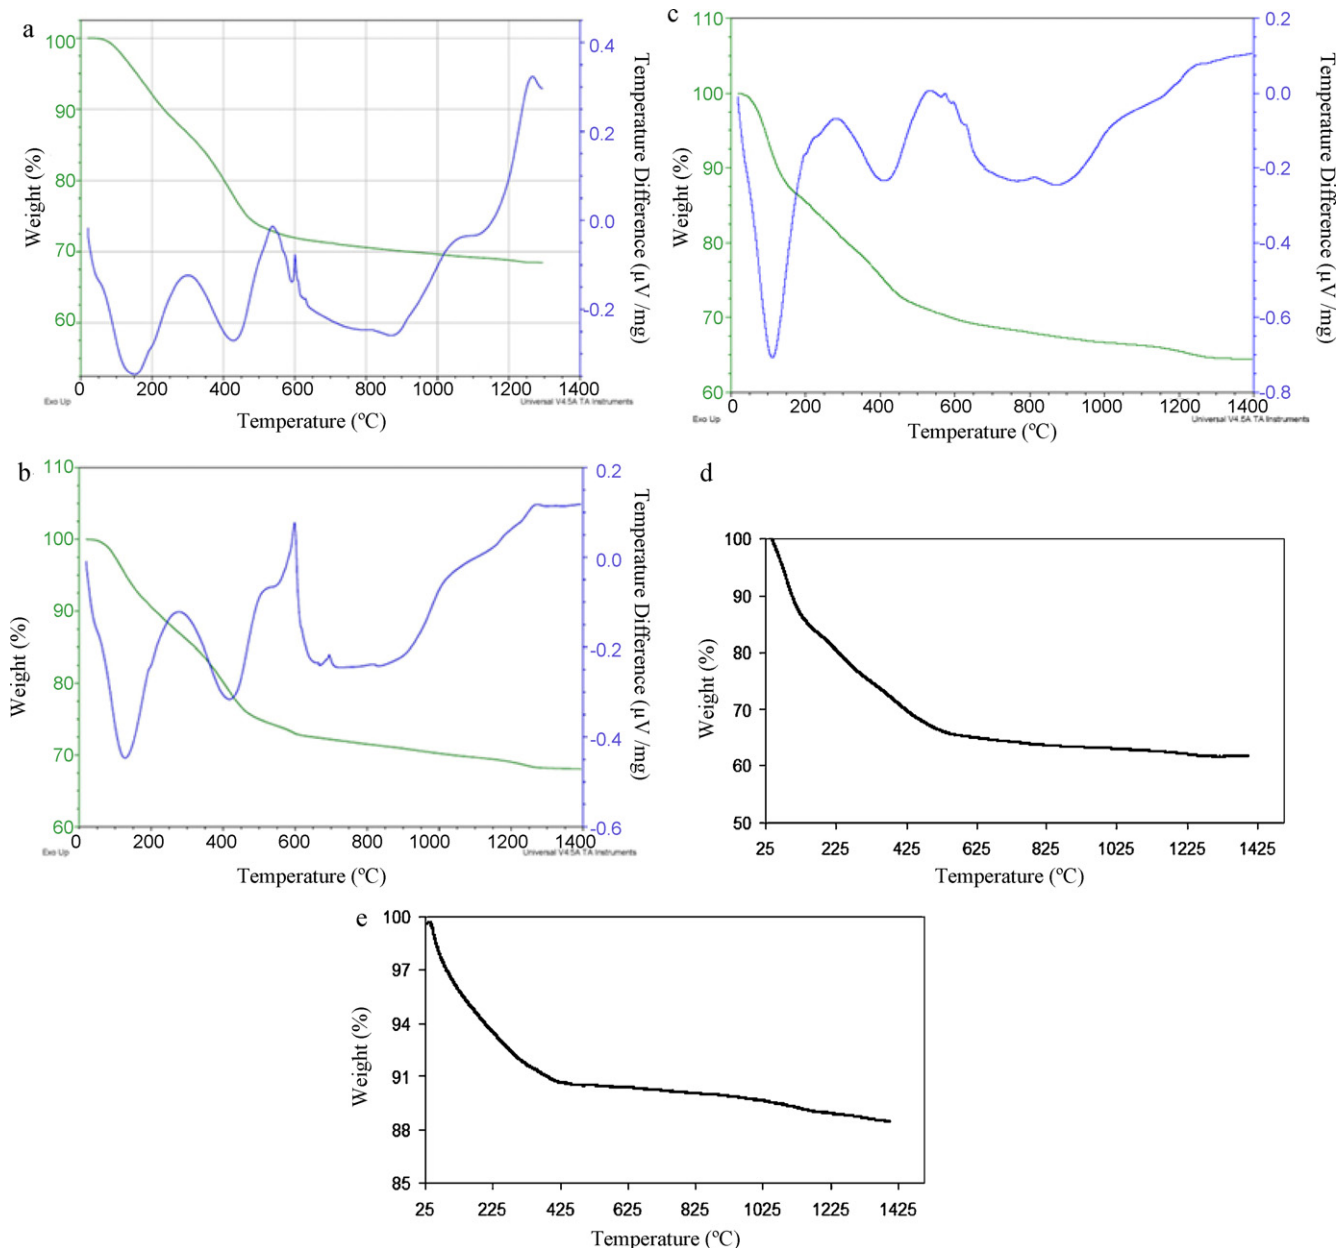 a
100
90
80
70
60
0.4
0.2
0.0
-0.2
0 200 400 600 800 1000 1200 1400
Exo Up
Universal V4.5A TA Instruments
Weight (%)
Temperature Difference (µV /mg)
Temperature (ºC)
c
110
100
90
80
70
60
0.2
0.0
-0.2
-0.4
-0.6
-0.8
0 200 400 600 800 1000 1200 1400
Exo Up
Universal V4.5A TA Instruments
Weight (%)
Temperature Difference (µV /mg)
Temperature (ºC)
b
110
100
90
80
70
60
0.2
0.0
-0.2
-0.4
-0.6
0 200 400 600 800 1000 1200 1400
Exo Up
Universal V4.5A TA Instruments
Weight (%)
Temperature Difference (µV /mg)
Temperature (ºC)
d
100
90
80
70
60
50
25 225 425 625 825 1025 1225 1425
Weight (%)
Temperature (ºC)
e
100
97
94
91
88
85
25 225 425 625 825 1025 1225 1425
Weight (%)
Temperature (ºC)